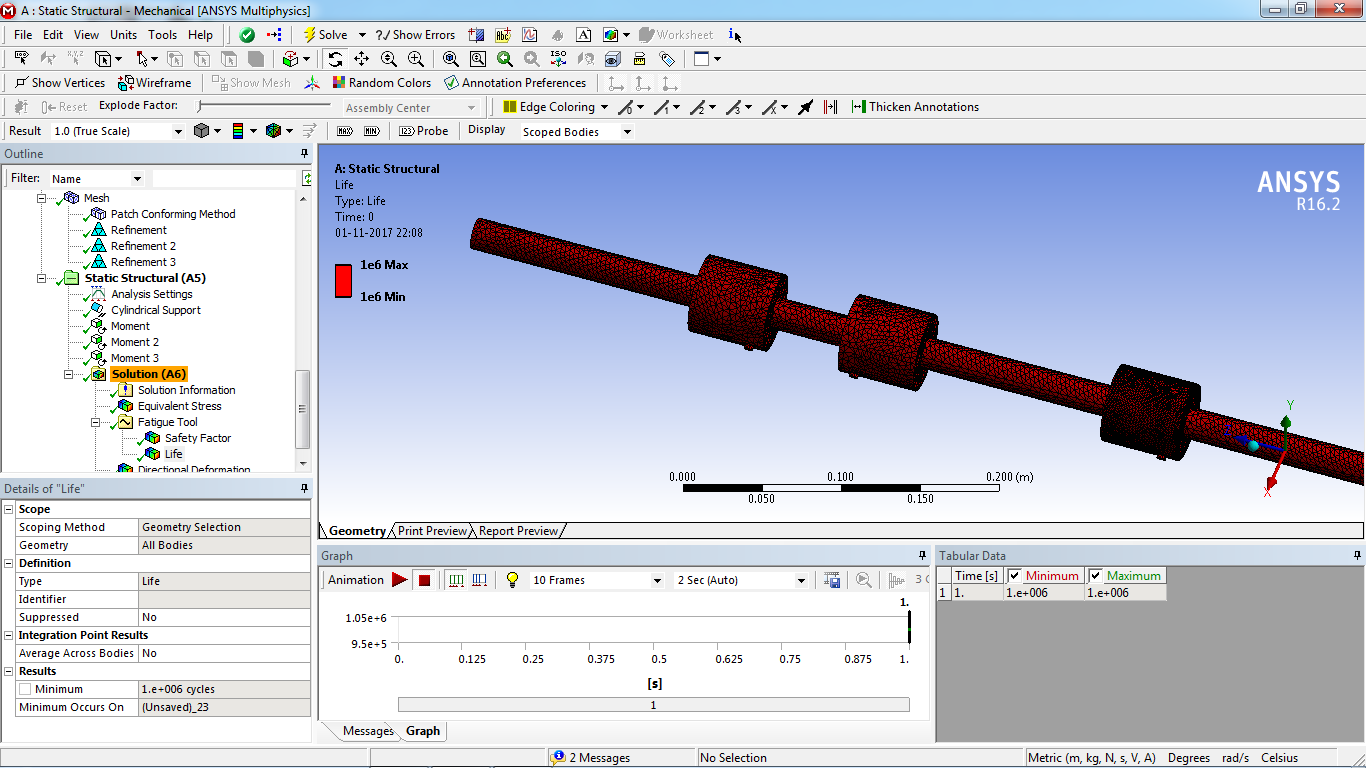 A : Static Structural - Mechanical [ANSYS Multiphysics]
File Edit View Units Tools Help Solve ?/ Show Errors Worksheet
Show Vertices Wireframe Show Mesh Random Colors Annotation Preferences
Reset Explode Factor: Assembly Center Edge Coloring Thicken Annotations
Result 1.0 (True Scale) MAX MIN Probe Display Scoped Bodies
Outline
Filter: Name
Mesh
Patch Conforming Method
Refinement
Refinement 2
Refinement 3
Static Structural (A5)
Analysis Settings
Cylindrical Support
Moment
Moment 2
Moment 3
Solution (A6)
Solution Information
Equivalent Stress
Fatigue Tool
Safety Factor
Life
Directional Deformation
Details of "Life"
Scope
Scoping Method Geometry Selection
Geometry All Bodies
Definition
Type Life
Identifier
Suppressed No
Integration Point Results
Average Across Bodies No
Results
Minimum 1.e+006 cycles
Minimum Occurs On (Unsaved)_23
A: Static Structural
Life
Type: Life
Time: 0
01-11-2017 22:08
1e6 Max
1e6 Min
ANSYS
R16.2
Y
X
0.000 0.100 0.200 (m)
0.050 0.150
Geometry Print Preview Report Preview
Graph
Animation 10 Frames 2 Sec (Auto) 3 C
1.
1.05e+6
9.5e+5
0. 0.125 0.25 0.375 0.5 0.625 0.75 0.875 1.
[s]
1
Messages Graph
Tabular Data
Time [s] Minimum Maximum
1 1. 1.e+006 1.e+006
2 Messages No Selection Metric (m, kg, N, s, V, A) Degrees rad/s Celsius